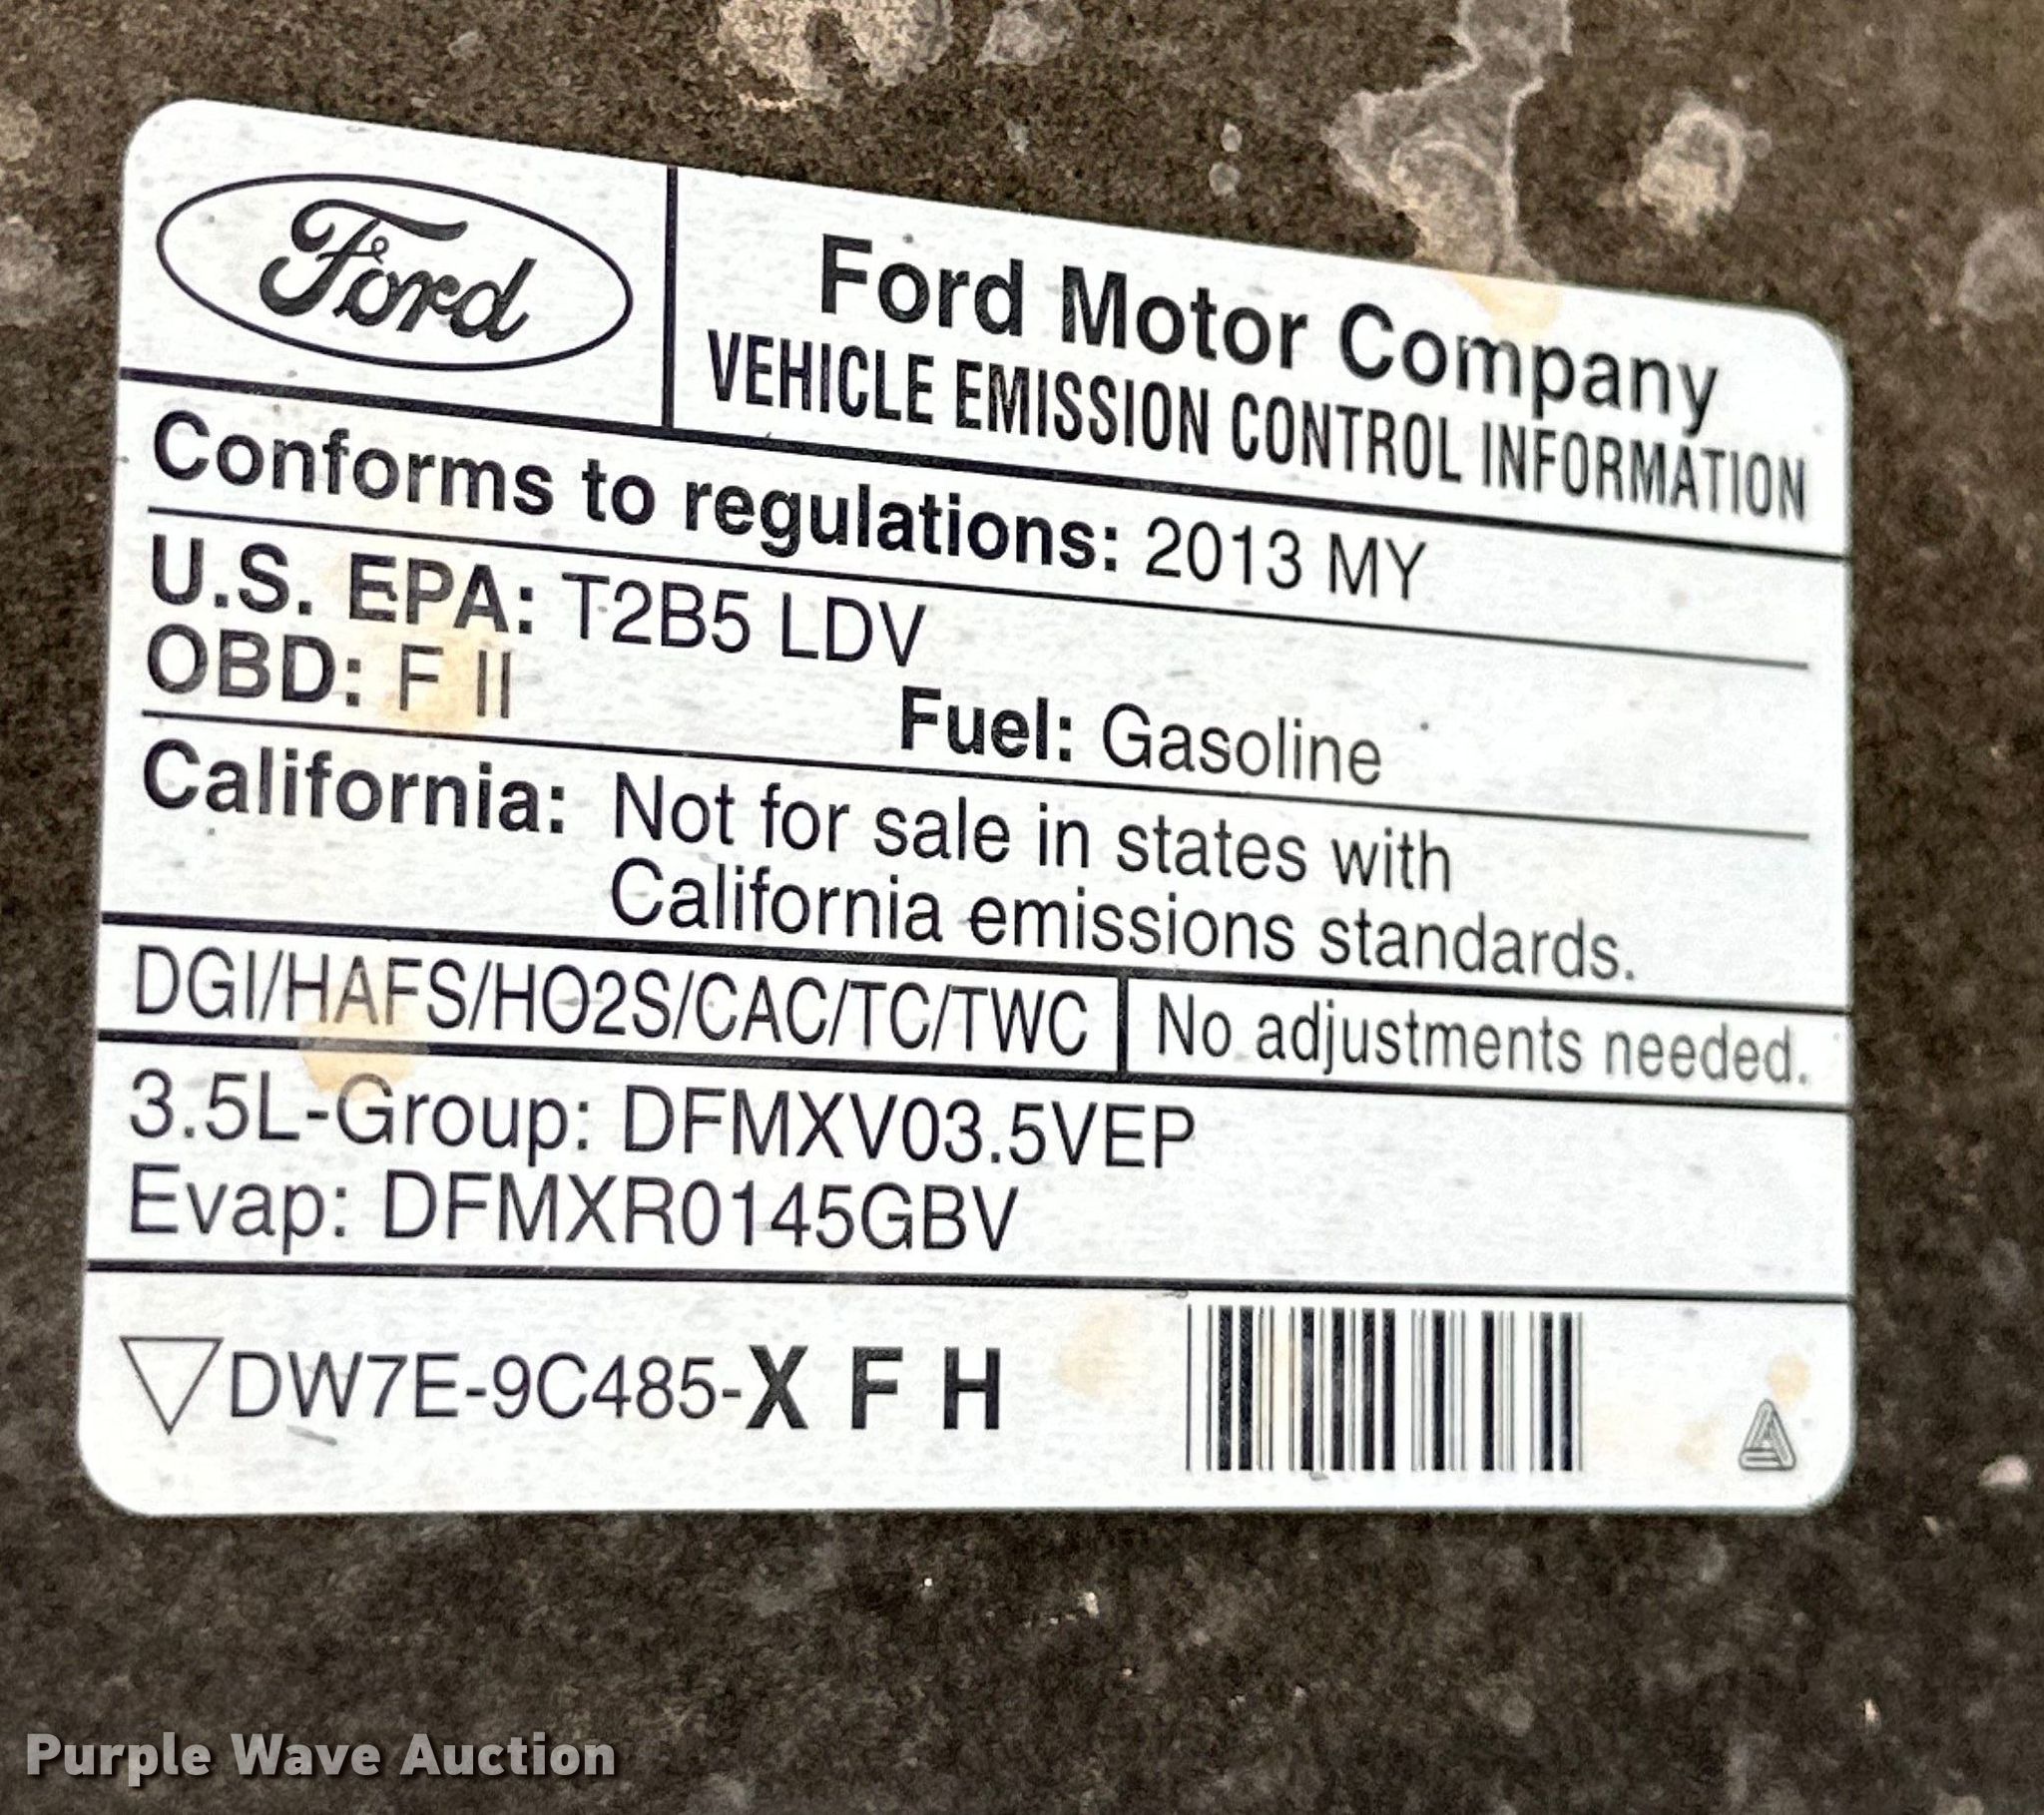 Ford
Ford Motor Company
VEHICLE EMISSION CONTROL INFORMATION
Conforms to regulations: 2013 MY
U.S. EPA: T2B5 LDV
OBD: F II Fuel: Gasoline
California: Not for sale in states with
California emissions standards.
DGI/HAFS/HO2S/CAC/TC/TWC No adjustments needed.
3.5L-Group: DFMXV03.5VEP
Evap: DFMXR0145GBV
DW7E-9C485-X F H
Purple Wave Auction